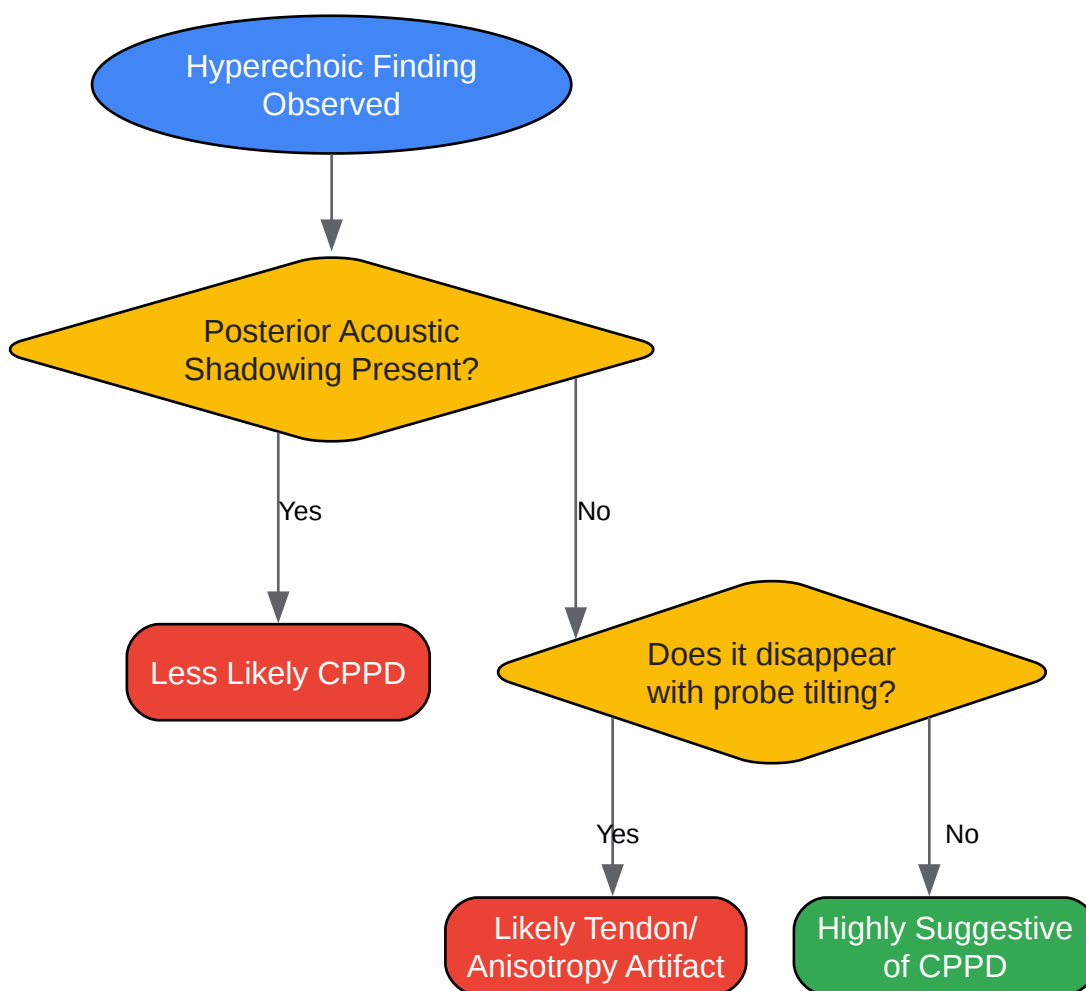 Hyperechoic Finding
Observed
Posterior Acoustic
Shadowing Present?
Yes
No
Less Likely CPPD
Does it disappear
with probe tilting?
Yes
No
Likely Tendon/
Anisotropy Artifact
Highly Suggestive
of CPPD